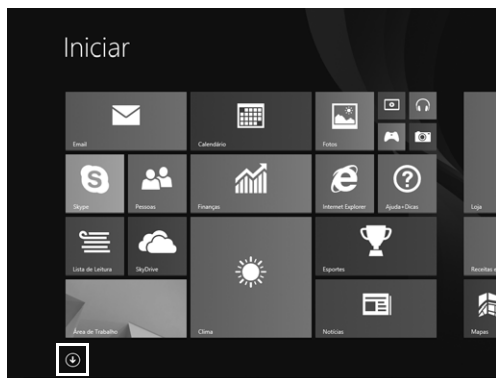 Iniciar
Email
Calendário
Fotos
Skype
Pessoas
Finanças
Internet Explorer
Ajuda+Dicas
Loja
Lista de Leitura
SkyDrive
Esportes
Receitas e
Área de Trabalho
Clima
Notícias
Mapas